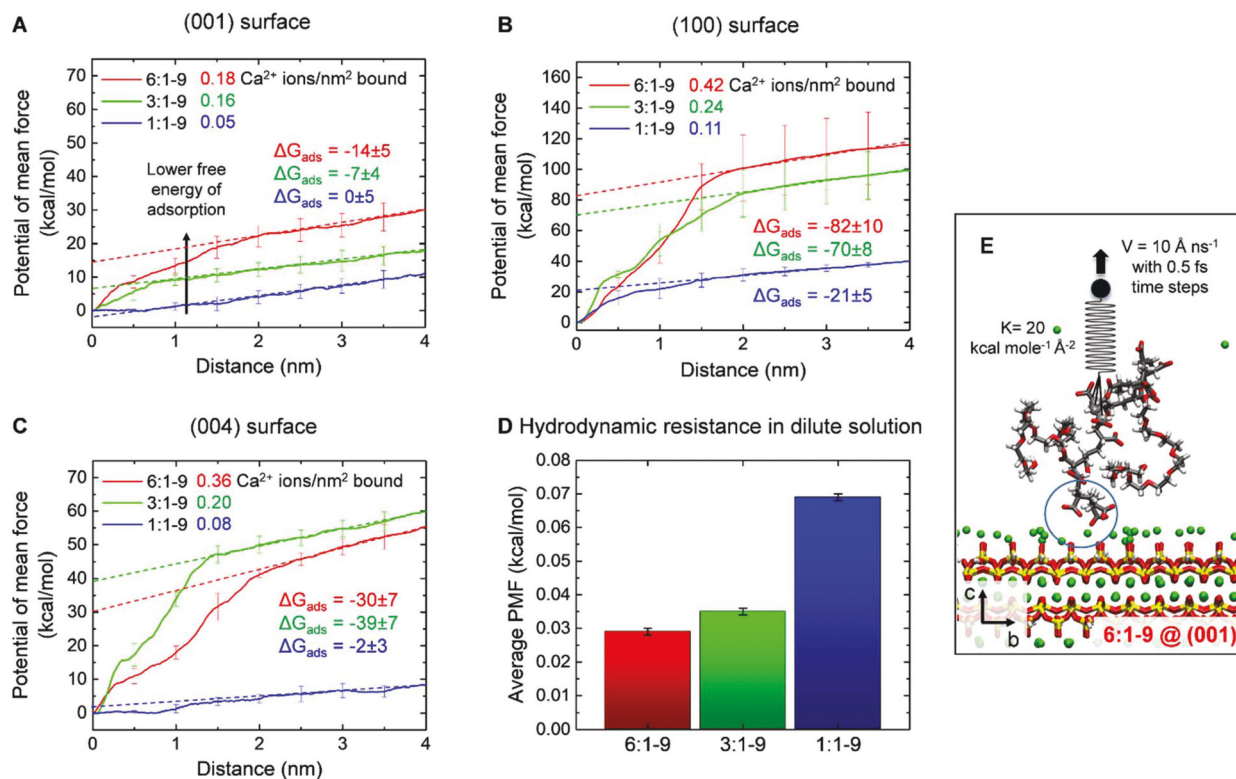 A
(001) surface
Potential of mean force
(kcal/mol)
70
60
50
40
30
20
10
0
6:1-9 0.18 Ca²⁺ ions/nm² bound
3:1-9 0.16
1:1-9 0.05
Lower free
energy of
adsorption
ΔG_ads = -14±5
ΔG_ads = -7±4
ΔG_ads = 0±5
0 1 2 3 4
Distance (nm)
B
(100) surface
Potential of mean force
(kcal/mol)
160
140
120
100
80
60
40
20
0
6:1-9 0.42 Ca²⁺ ions/nm² bound
3:1-9 0.24
1:1-9 0.11
ΔG_ads = -82±10
ΔG_ads = -70±8
ΔG_ads = -21±5
0 1 2 3 4
Distance (nm)
C
(004) surface
Potential of mean force
(kcal/mol)
70
60
50
40
30
20
10
0
6:1-9 0.36 Ca²⁺ ions/nm² bound
3:1-9 0.20
1:1-9 0.08
ΔG_ads = -30±7
ΔG_ads = -39±7
ΔG_ads = -2±3
0 1 2 3 4
Distance (nm)
D Hydrodynamic resistance in dilute solution
Average PMF (kcal/mol)
0.08
0.07
0.06
0.05
0.04
0.03
0.02
0.01
0.00
6:1-9 3:1-9 1:1-9
E
V = 10 Å ns⁻¹
with 0.5 fs
time steps
K= 20
kcal mole⁻¹ Å⁻²
c
b
6:1-9 @ (001)